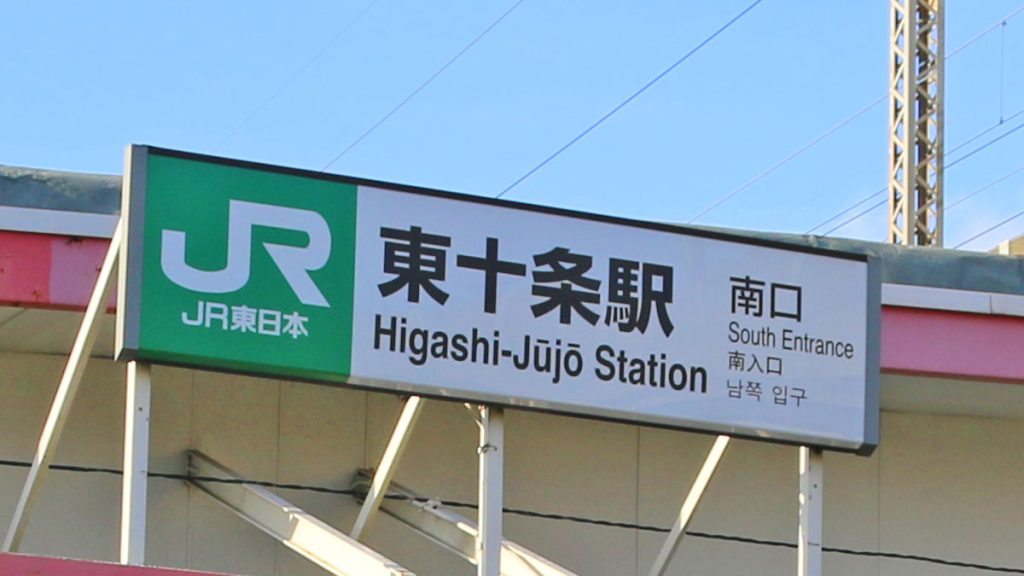 JR
JR東日本
東十条駅
Higashi-Jūjō Station
南口
South Entrance
南入口
남쪽 입구